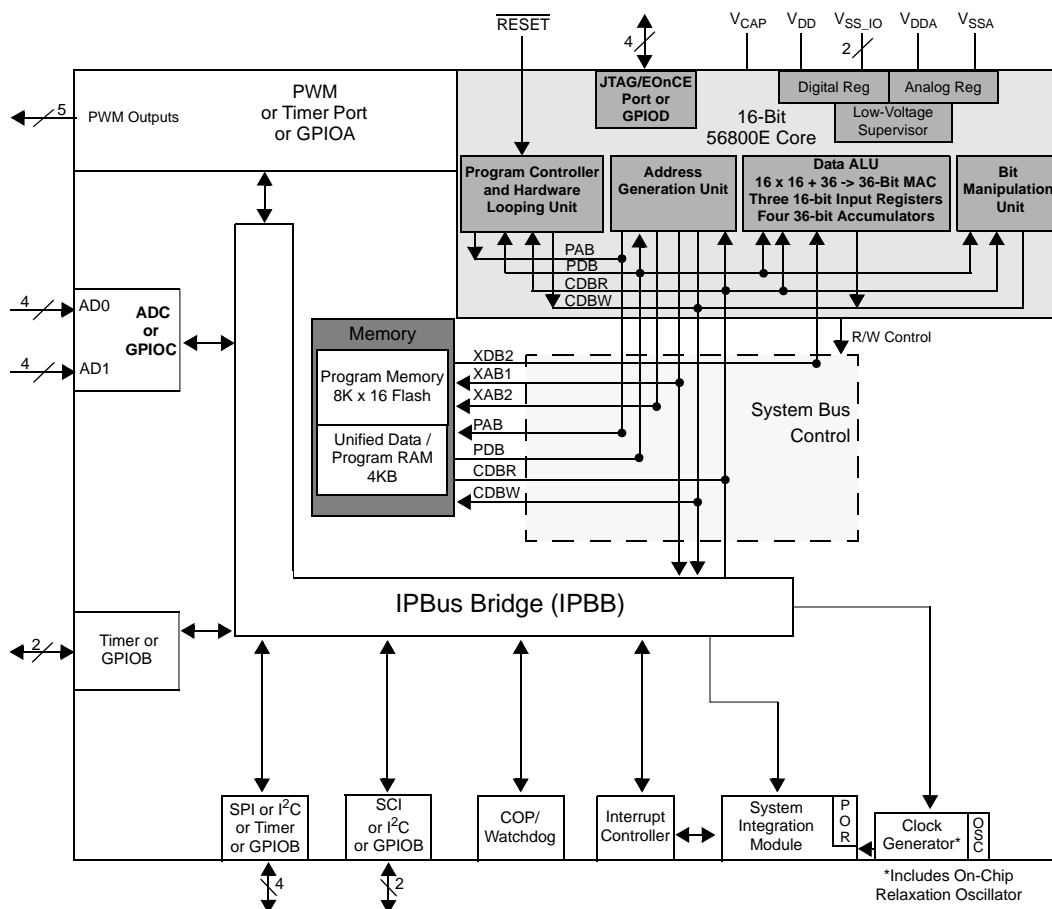 RESET
4
VCAP
VDD
VSS_IO
VDDA
VSSA
2
5
PWM Outputs
PWM
or Timer Port
or GPIOA
JTAG/EOnCE
Port or
GPIOD
16-Bit
56800E Core
Digital Reg
Analog Reg
Low-Voltage
Supervisor
Program Controller
and Hardware
Looping Unit
Address
Generation Unit
Data ALU
16 x 16 + 36 -> 36-Bit MAC
Three 16-bit Input Registers
Four 36-bit Accumulators
Bit
Manipulation
Unit
PAB
PDB
CDBR
CDBW
4
AD0
ADC
or
GPIOC
4
AD1
R/W Control
Memory
Program Memory
8K x 16 Flash
Unified Data /
Program RAM
4KB
XDB2
XAB1
XAB2
PAB
PDB
CDBR
CDBW
System Bus
Control
IPBus Bridge (IPBB)
2
Timer or
GPIOB
SPI or I²C
or Timer
or GPIOB
4
SCI
or I²C
or GPIOB
2
COP/
Watchdog
Interrupt
Controller
System
Integration
Module
POR
Clock
Generator*
OSC
*Includes On-Chip
Relaxation Oscillator